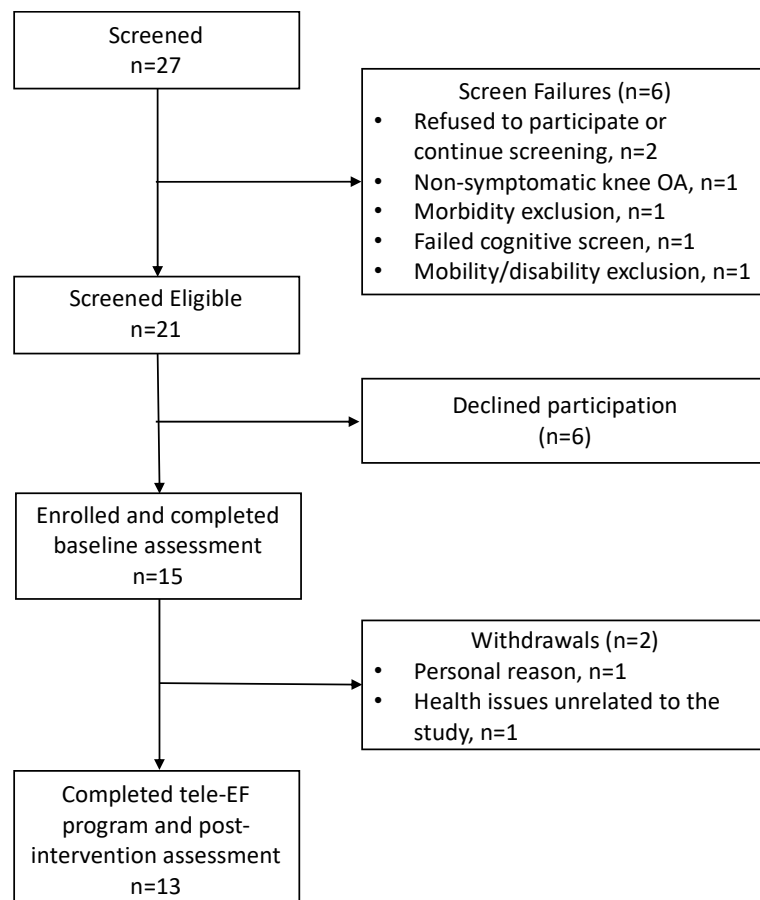 Screened
n=27
Screen Failures (n=6)
• Refused to participate or
continue screening, n=2
• Non-symptomatic knee OA, n=1
• Morbidity exclusion, n=1
• Failed cognitive screen, n=1
• Mobility/disability exclusion, n=1
Screened Eligible
n=21
Declined participation
(n=6)
Enrolled and completed
baseline assessment
n=15
Withdrawals (n=2)
• Personal reason, n=1
• Health issues unrelated to the
study, n=1
Completed tele-EF
program and post-
intervention assessment
n=13